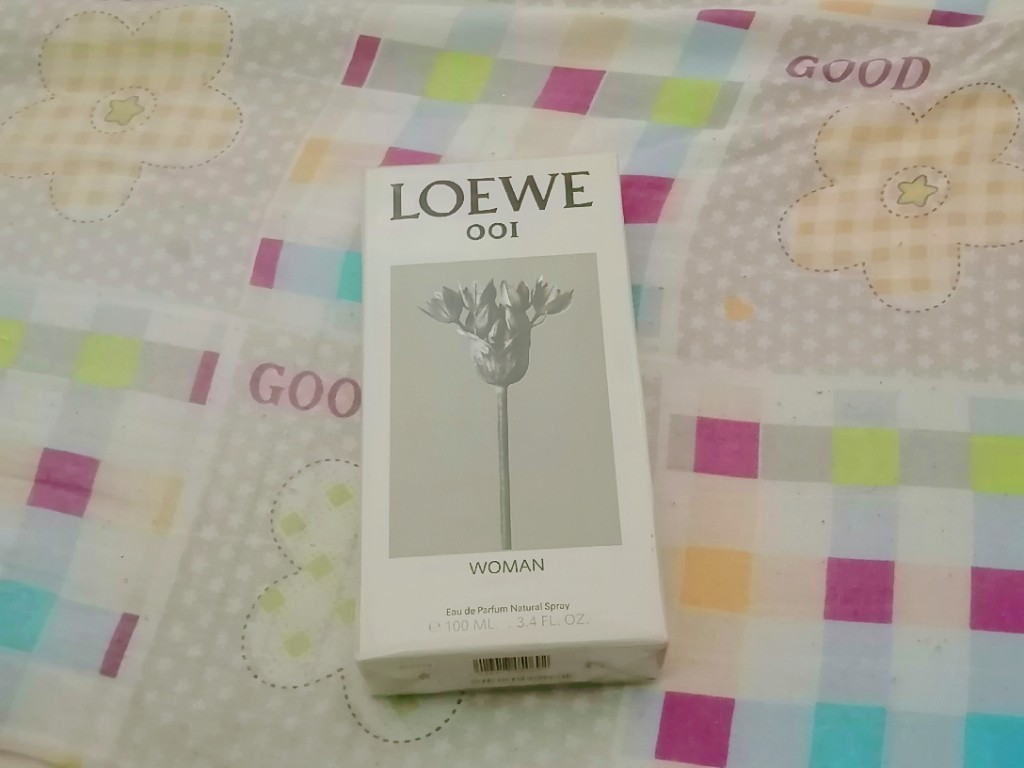 GOOD
LOEWE
001
GOO
WOMAN
Eau de Parfum Natural Spray
℮ 100 ML . 3.4 FL. OZ.